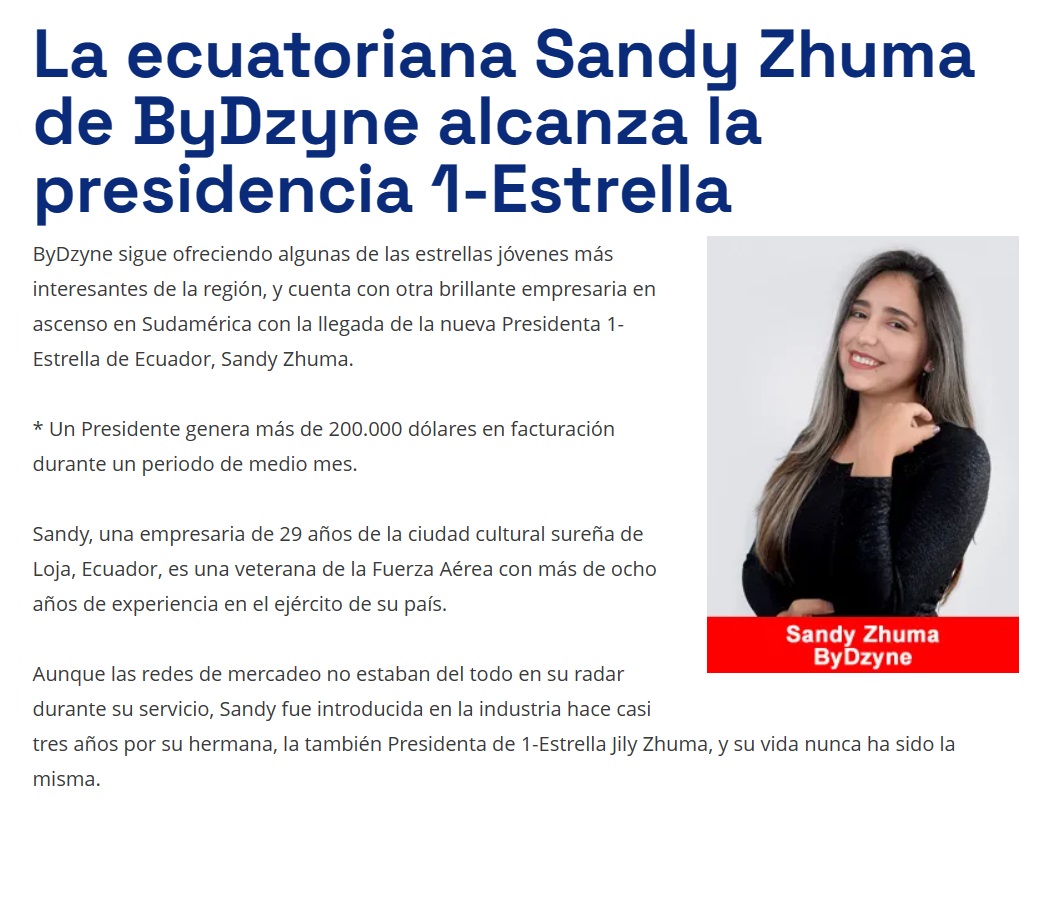 La ecuatoriana Sandy Zhuma
de ByDzyne alcanza la
presidencia 1-Estrella
ByDzyne sigue ofreciendo algunas de las estrellas jóvenes más
interesantes de la región, y cuenta con otra brillante empresaria en
ascenso en Sudamérica con la llegada de la nueva Presidenta 1-
Estrella de Ecuador, Sandy Zhuma.
* Un Presidente genera más de 200.000 dólares en facturación
durante un periodo de medio mes.
Sandy, una empresaria de 29 años de la ciudad cultural sureña de
Loja, Ecuador, es una veterana de la Fuerza Aérea con más de ocho
años de experiencia en el ejército de su país.
Sandy Zhuma
ByDzyne
Aunque las redes de mercadeo no estaban del todo en su radar
durante su servicio, Sandy fue introducida en la industria hace casi
tres años por su hermana, la también Presidenta de 1-Estrella Jily Zhuma, y su vida nunca ha sido la
misma.